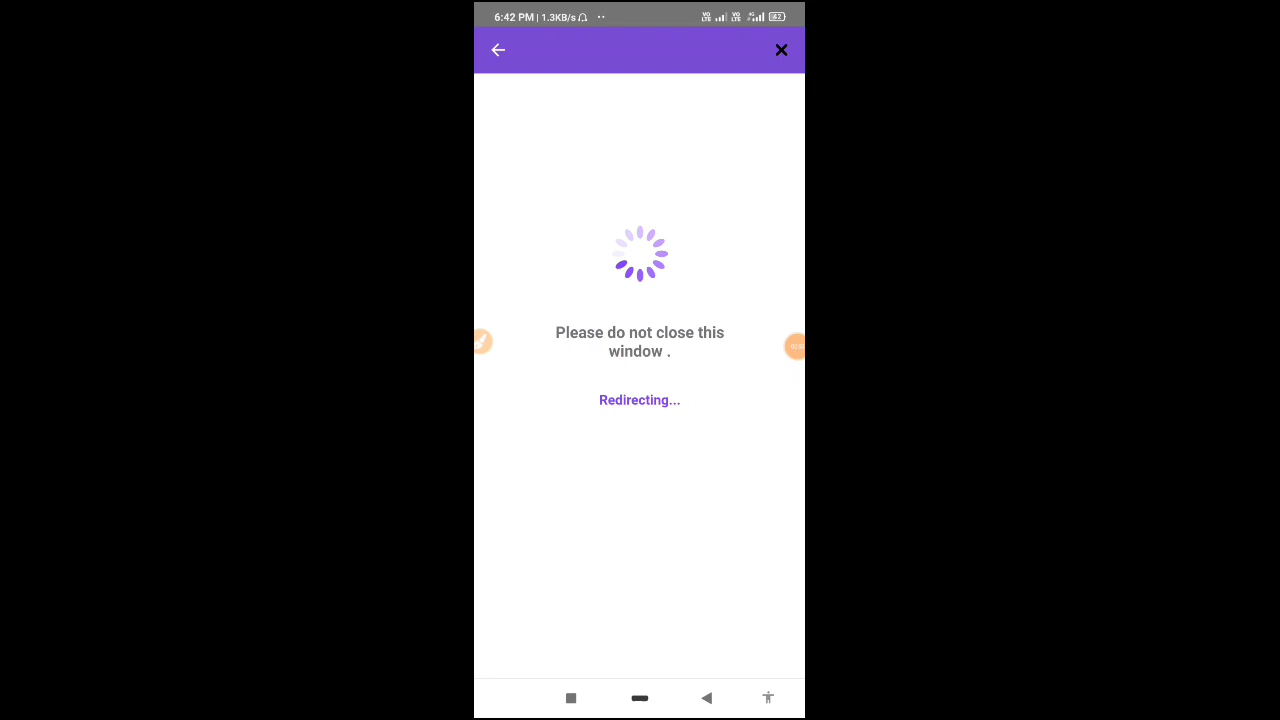 6:42 PM | 1.3KB/s
Please do not close this
window .
Redirecting...